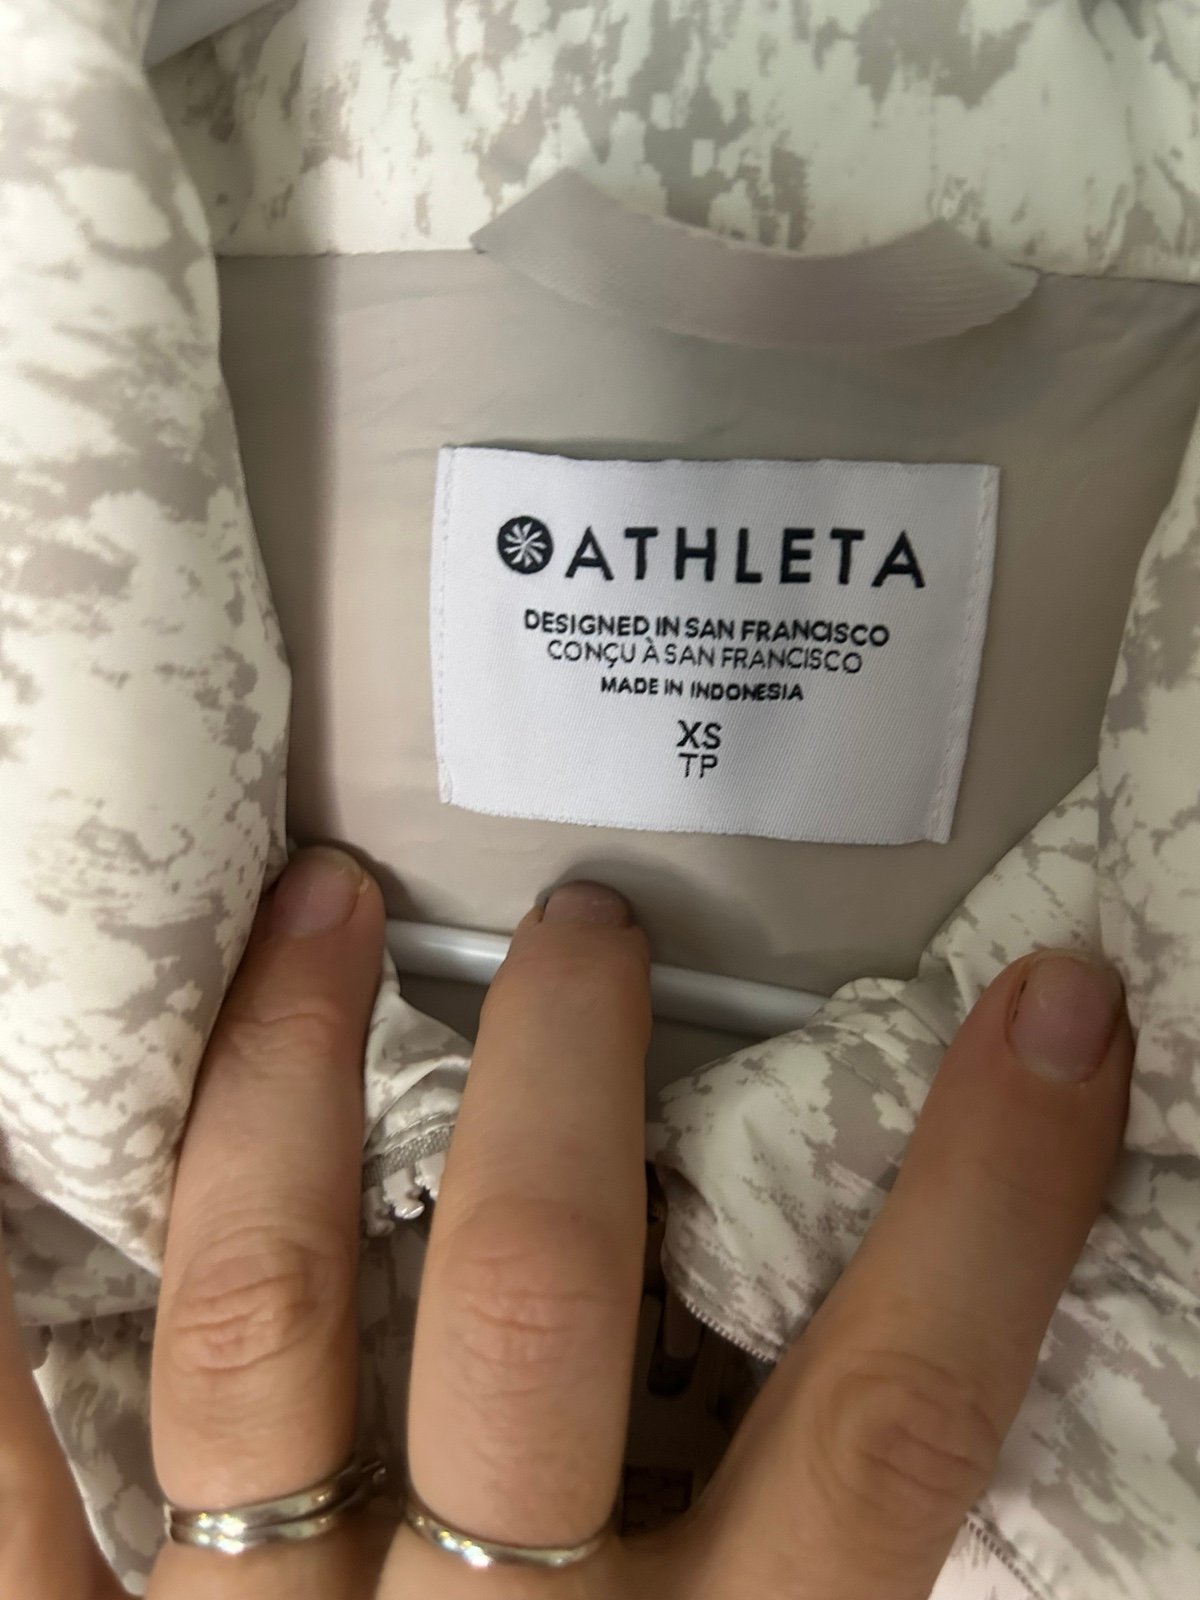 ATHLETA
DESIGNED IN SAN FRANCISCO
CONÇU À SAN FRANCISCO
MADE IN INDONESIA
XS
TP